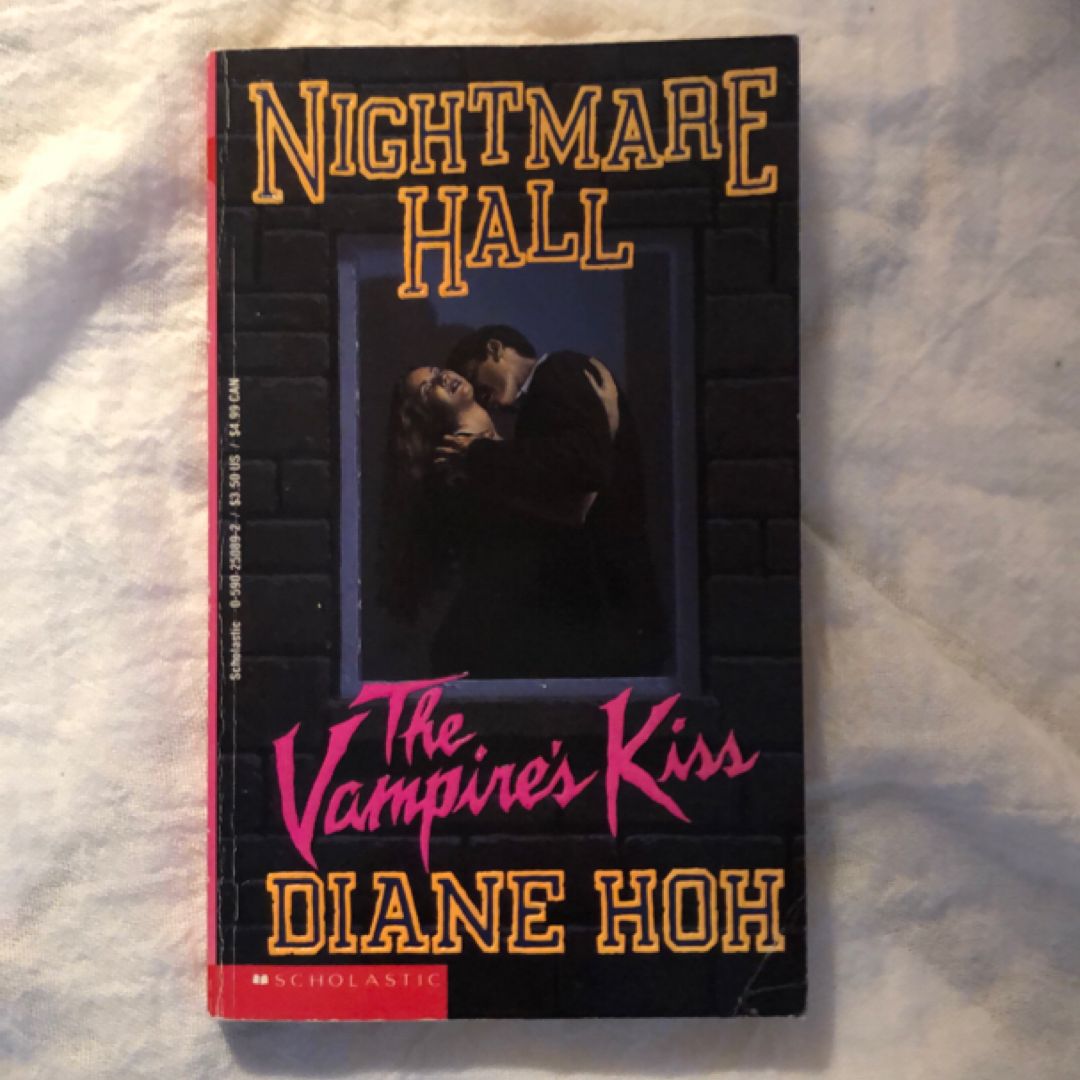 NIGHTMARE
HALL
Scholastic 0-590-25089-2 / $3.50 US / $4.99 CAN
The
Vampire's Kiss
DIANE HOH
SCHOLASTIC